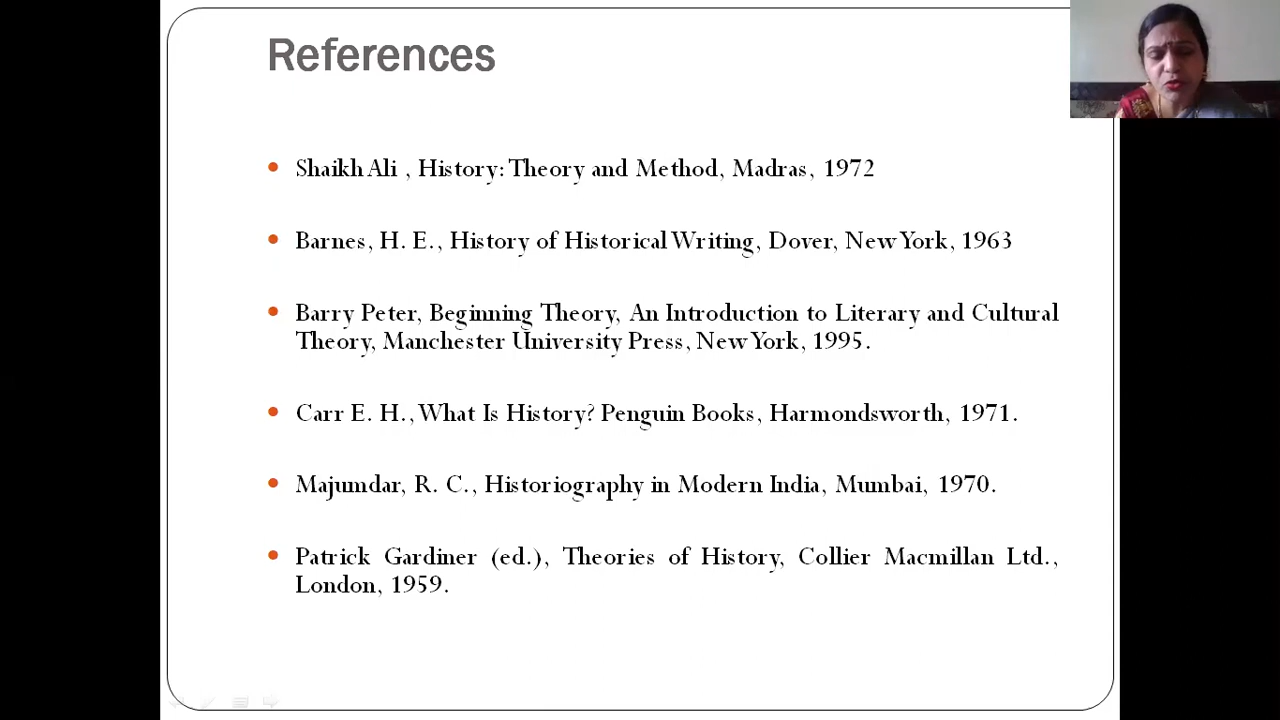 References
Shaikh Ali , History: Theory and Method, Madras, 1972
Barnes, H. E., History of Historical Writing, Dover, New York, 1963
Barry Peter, Beginning Theory, An Introduction to Literary and Cultural
Theory, Manchester University Press, New York, 1995.
Carr E. H., What Is History? Penguin Books, Harmondsworth, 1971.
Majumdar, R. C., Historiography in Modern India, Mumbai, 1970.
Patrick Gardiner (ed.), Theories of History, Collier Macmillan Ltd.,
London, 1959.